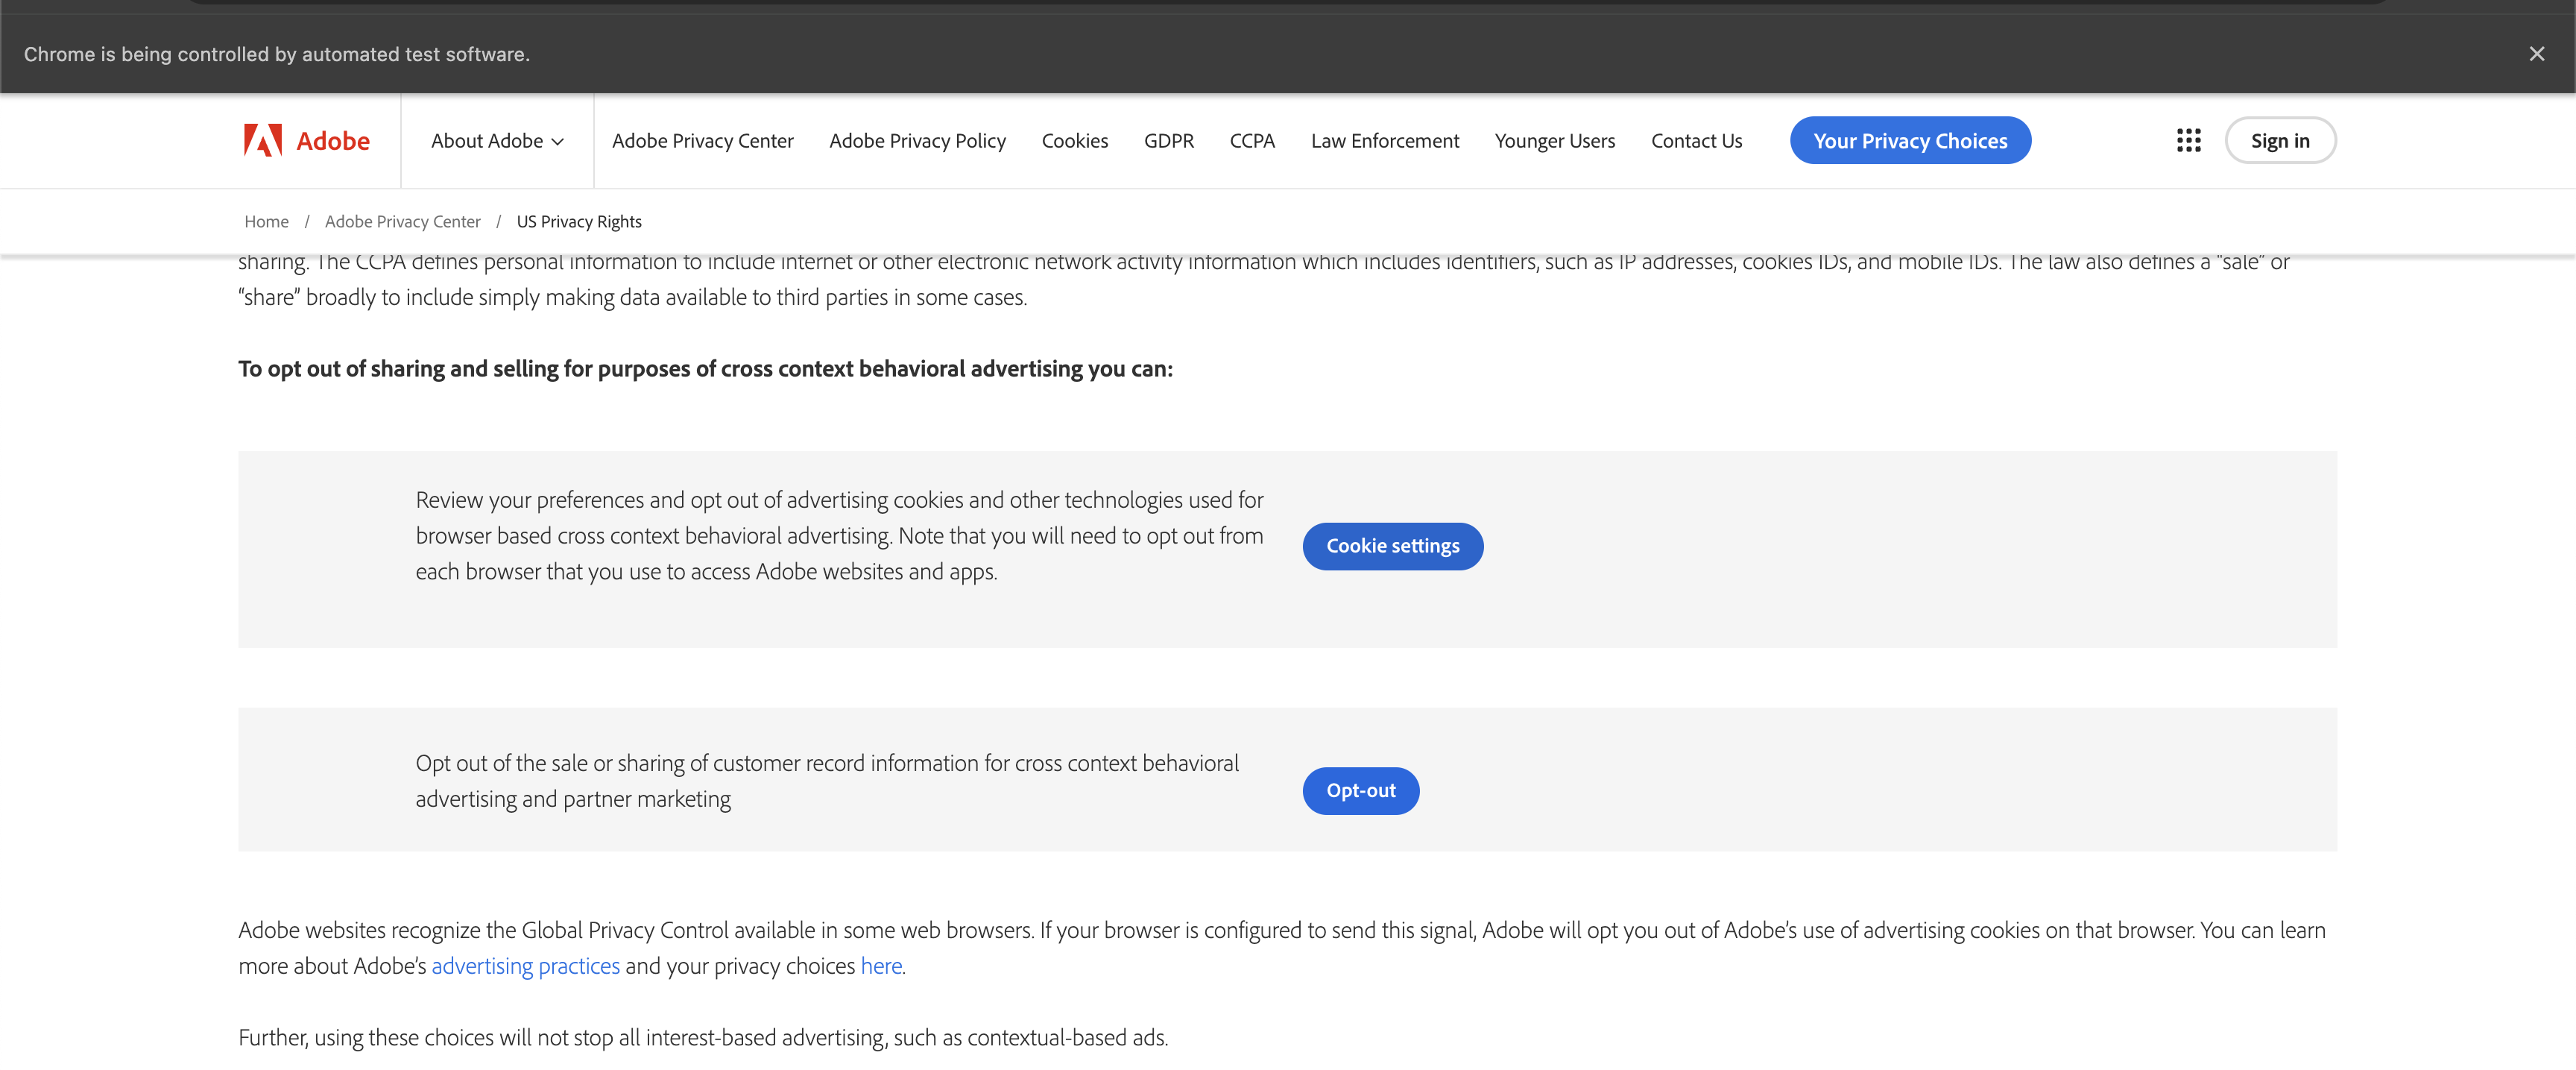 Chrome is being controlled by automated test software.
Adobe
About Adobe
Adobe Privacy Center
Adobe Privacy Policy
Cookies
GDPR
CCPA
Law Enforcement
Younger Users
Contact Us
Your Privacy Choices
Sign in
Home / Adobe Privacy Center / US Privacy Rights
sharing. The CCPA defines personal information to include internet or other electronic network activity information which includes identifiers, such as IP addresses, cookies IDs, and mobile IDs. The law also defines a "sale" or
“share” broadly to include simply making data available to third parties in some cases.
To opt out of sharing and selling for purposes of cross context behavioral advertising you can:
Review your preferences and opt out of advertising cookies and other technologies used for
browser based cross context behavioral advertising. Note that you will need to opt out from
each browser that you use to access Adobe websites and apps.
Cookie settings
Opt out of the sale or sharing of customer record information for cross context behavioral
advertising and partner marketing
Opt-out
Adobe websites recognize the Global Privacy Control available in some web browsers. If your browser is configured to send this signal, Adobe will opt you out of Adobe’s use of advertising cookies on that browser. You can learn
more about Adobe’s advertising practices and your privacy choices here.
Further, using these choices will not stop all interest-based advertising, such as contextual-based ads.